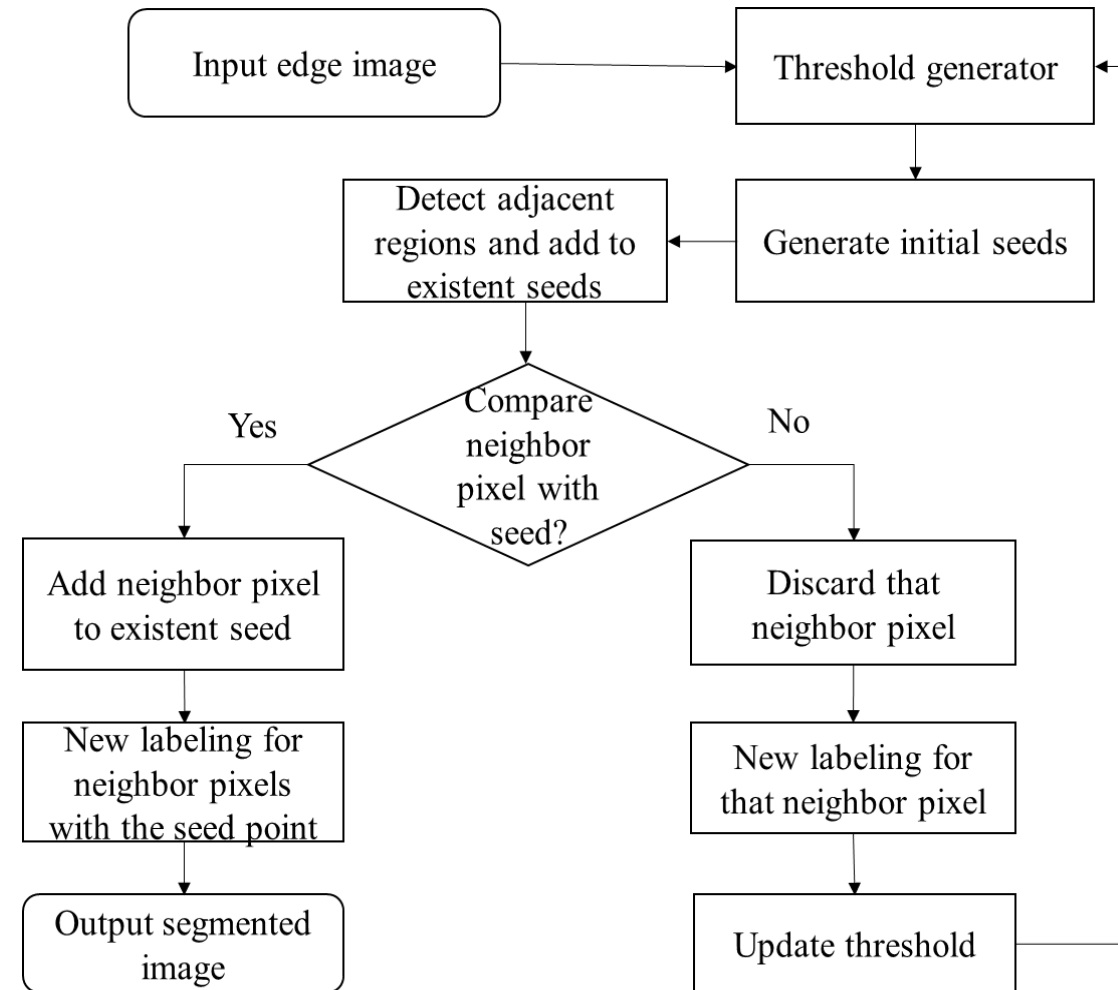 Input edge image
Threshold generator
Detect adjacent
regions and add to
existent seeds
Generate initial seeds
Compare
neighbor
pixel with
seed?
Yes
No
Add neighbor pixel
to existent seed
Discard that
neighbor pixel
New labeling for
neighbor pixels
with the seed point
New labeling for
that neighbor pixel
Output segmented
image
Update threshold